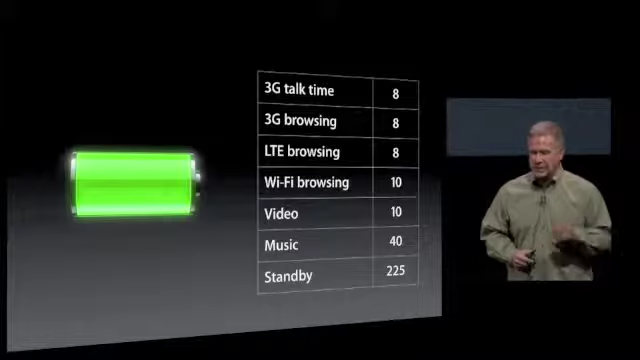 3G talk time 8
3G browsing 8
LTE browsing 8
Wi-Fi browsing 10
Video 10
Music 40
Standby 225